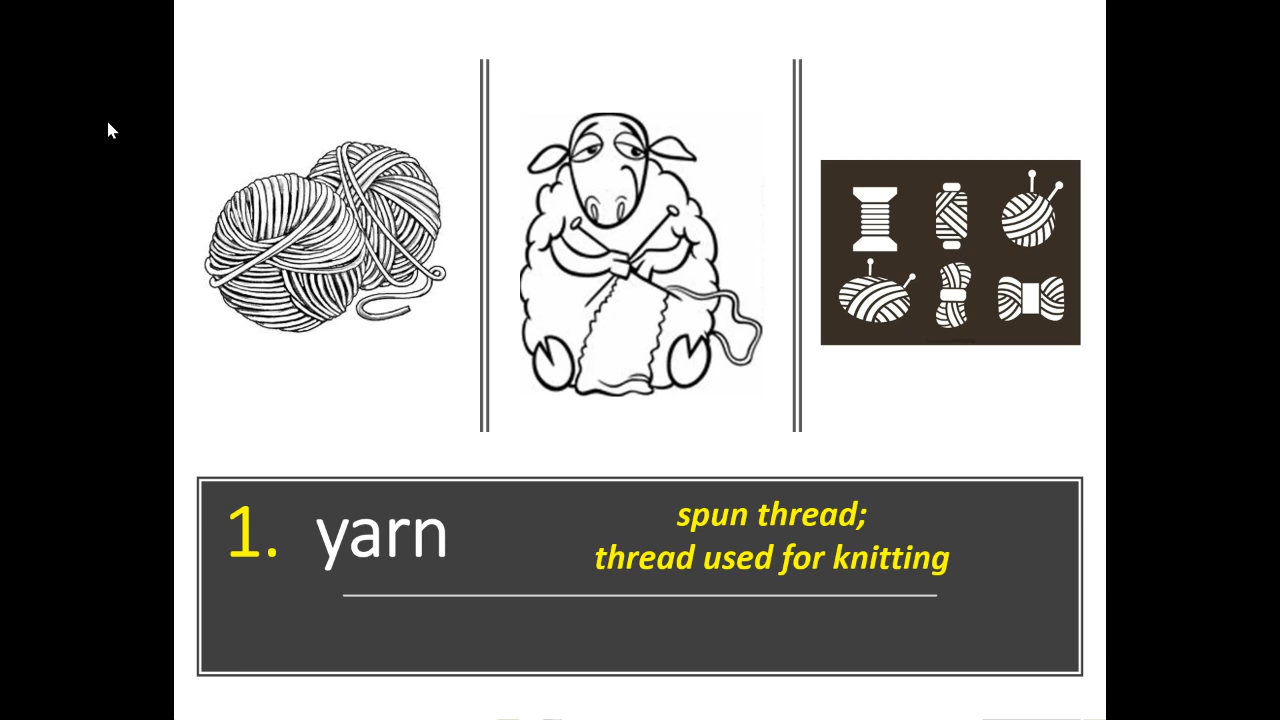 1. yarn
spun thread;
thread used for knitting